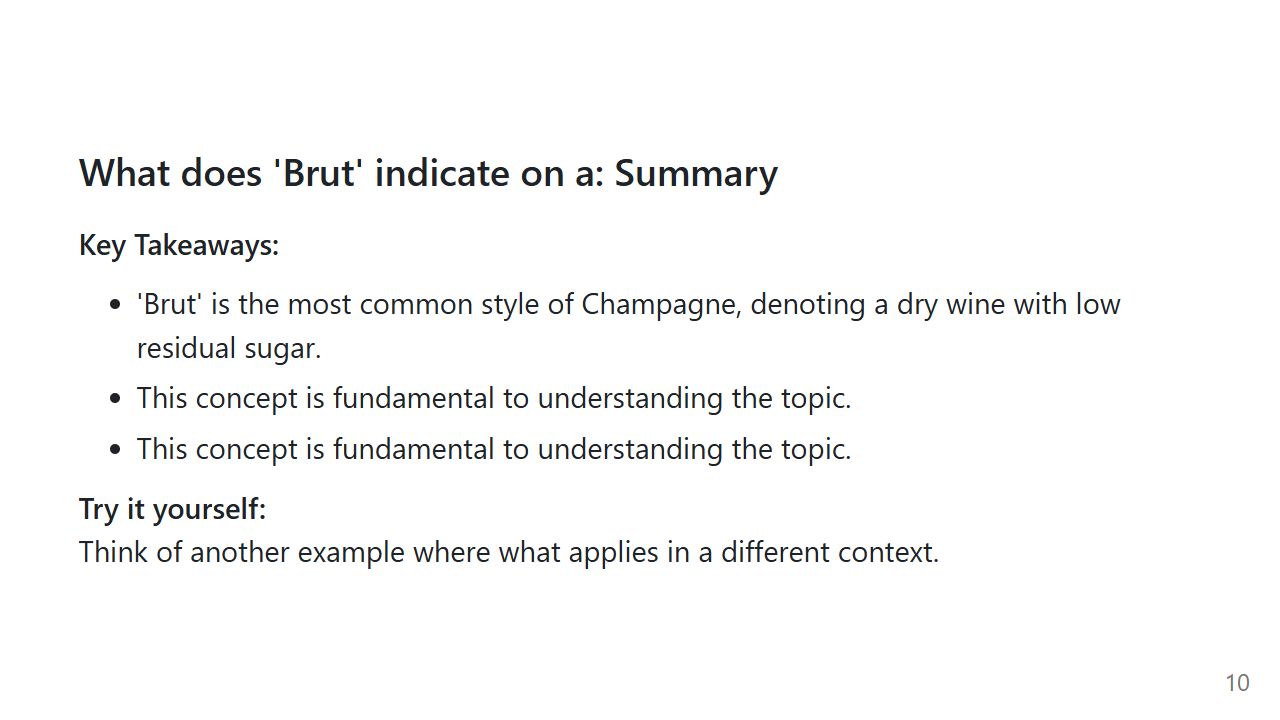 What does 'Brut' indicate on a: Summary
Key Takeaways:
'Brut' is the most common style of Champagne, denoting a dry wine with low
residual sugar.
This concept is fundamental to understanding the topic.
This concept is fundamental to understanding the topic.
Try it yourself:
Think of another example where what applies in a different context.
10